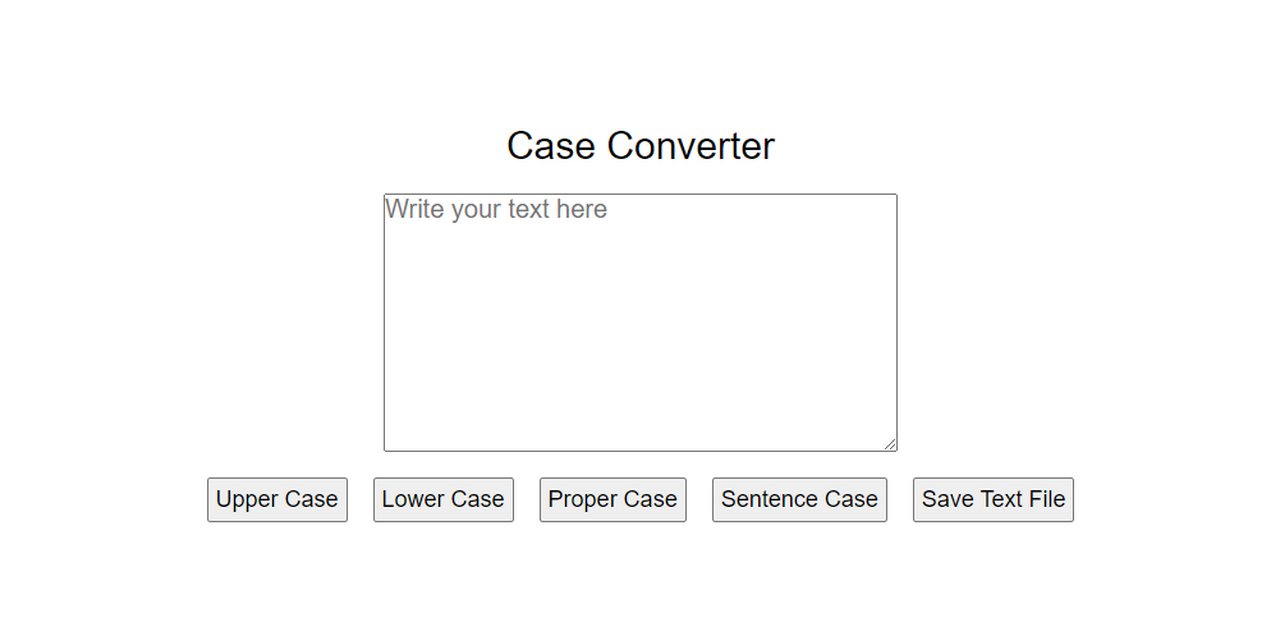 Case Converter
Write your text here
Upper Case Lower Case Proper Case Sentence Case Save Text File